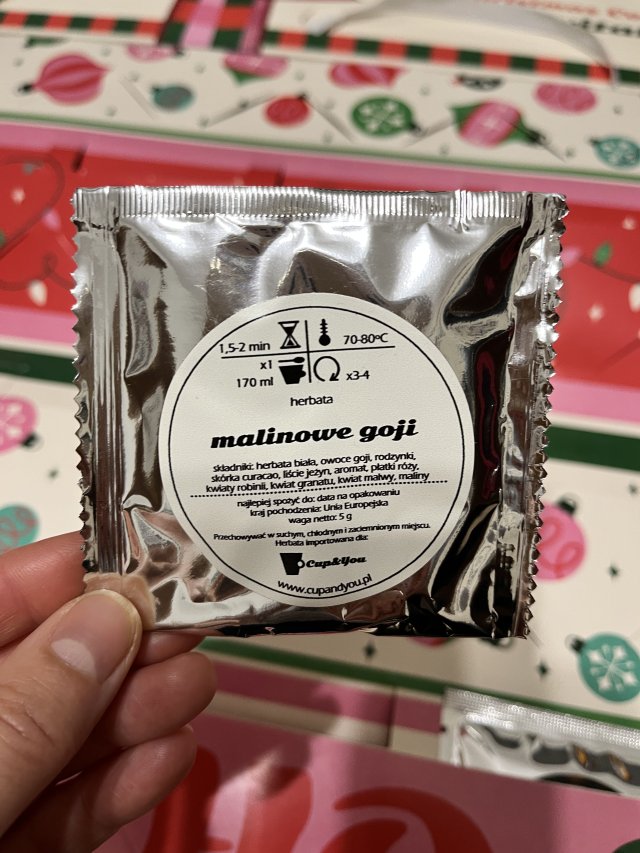 1,5-2 min 70-80ºC
x1
170 ml x3-4
herbata
malinowe goji
składniki: herbata biała, owoce goji, rodzynki,
skórka curacao, liście jeżyn, aromat, płatki róży,
kwiaty robinii, kwiat granatu, kwiat malwy, maliny
najlepiej spożyć do: data na opakowaniu
kraj pochodzenia: Unia Europejska
waga netto: 5 g
Przechowywać w suchym, chłodnym i zaciemnionym miejscu.
Herbata importowana dla:
Cup&You
www.cupandyou.pl